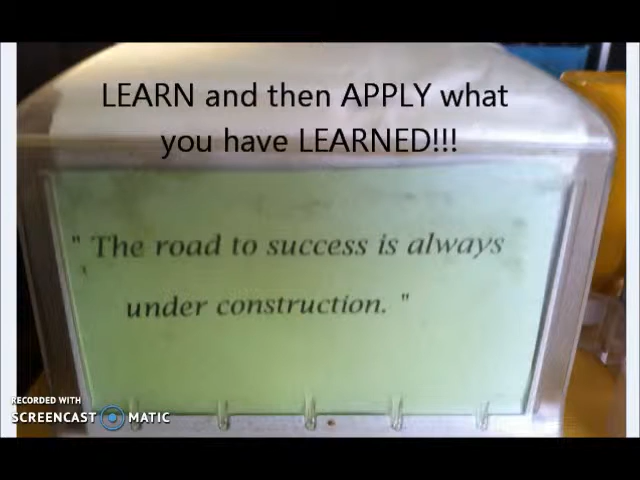 LEARN and then APPLY what
you have LEARNED!!!
" The road to success is always
under construction. "
RECORDED WITH
SCREENCAST MATIC